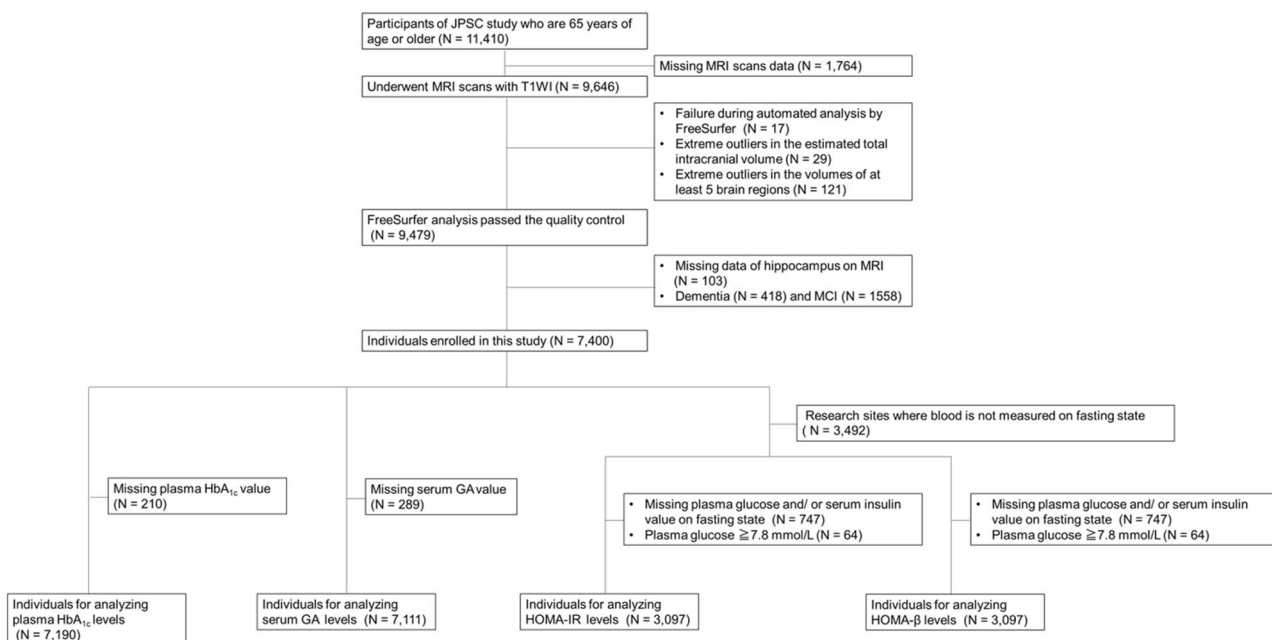 Participants of JPSC study who are 65 years of
age or older (N = 11,410)
Missing MRI scans data (N = 1,764)
Underwent MRI scans with T1WI (N = 9,646)
• Failure during automated analysis by
FreeSurfer (N = 17)
• Extreme outliers in the estimated total
intracranial volume (N = 29)
• Extreme outliers in the volumes of at
least 5 brain regions (N = 121)
FreeSurfer analysis passed the quality control
(N = 9,479)
• Missing data of hippocampus on MRI
(N = 103)
• Dementia (N = 418) and MCI (N = 1558)
Individuals enrolled in this study (N = 7,400)
Research sites where blood is not measured on fasting state
( N = 3,492)
Missing plasma HbA1c value
(N = 210)
Missing serum GA value
(N = 289)
• Missing plasma glucose and/ or serum insulin
value on fasting state (N = 747)
• Plasma glucose ≧7.8 mmol/L (N = 64)
• Missing plasma glucose and/ or serum insulin
value on fasting state (N = 747)
• Plasma glucose ≧7.8 mmol/L (N = 64)
Individuals for analyzing
plasma HbA1c levels
(N = 7,190)
Individuals for analyzing
serum GA levels (N = 7,111)
Individuals for analyzing
HOMA-IR levels (N = 3,097)
Individuals for analyzing
HOMA-β levels (N = 3,097)